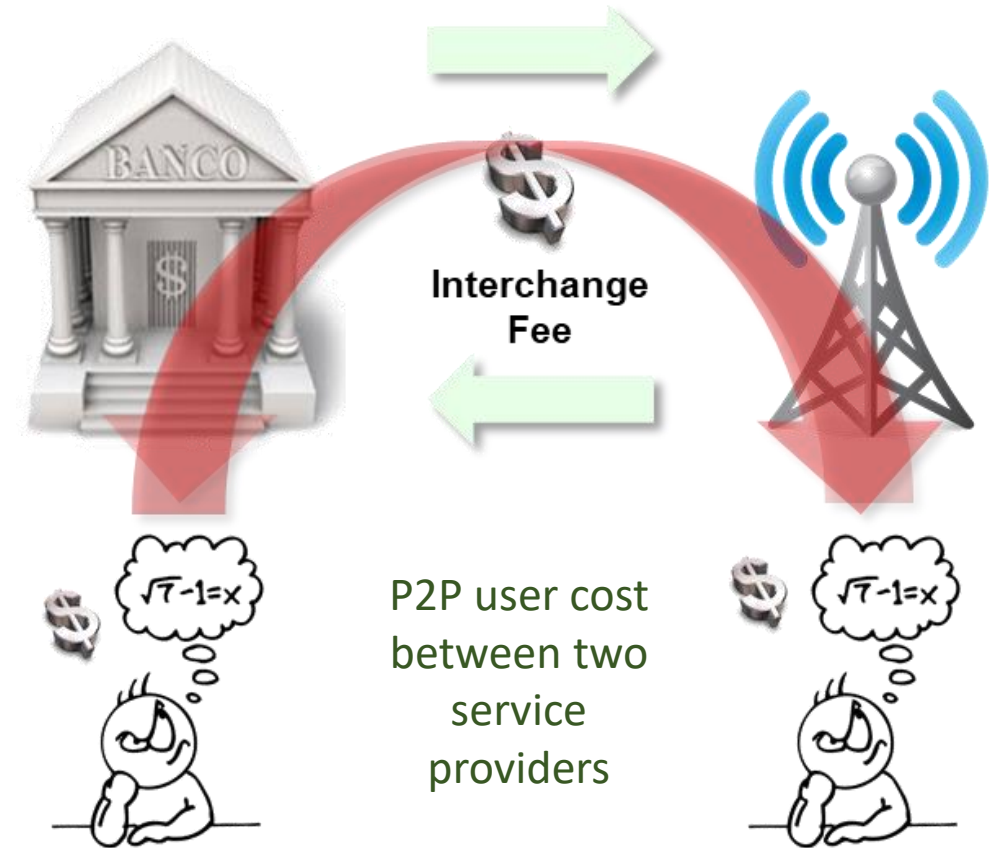 BANCO
$
$
Interchange
Fee
$
√7-1=x
$
√7-1=x
P2P user cost
between two
service
providers